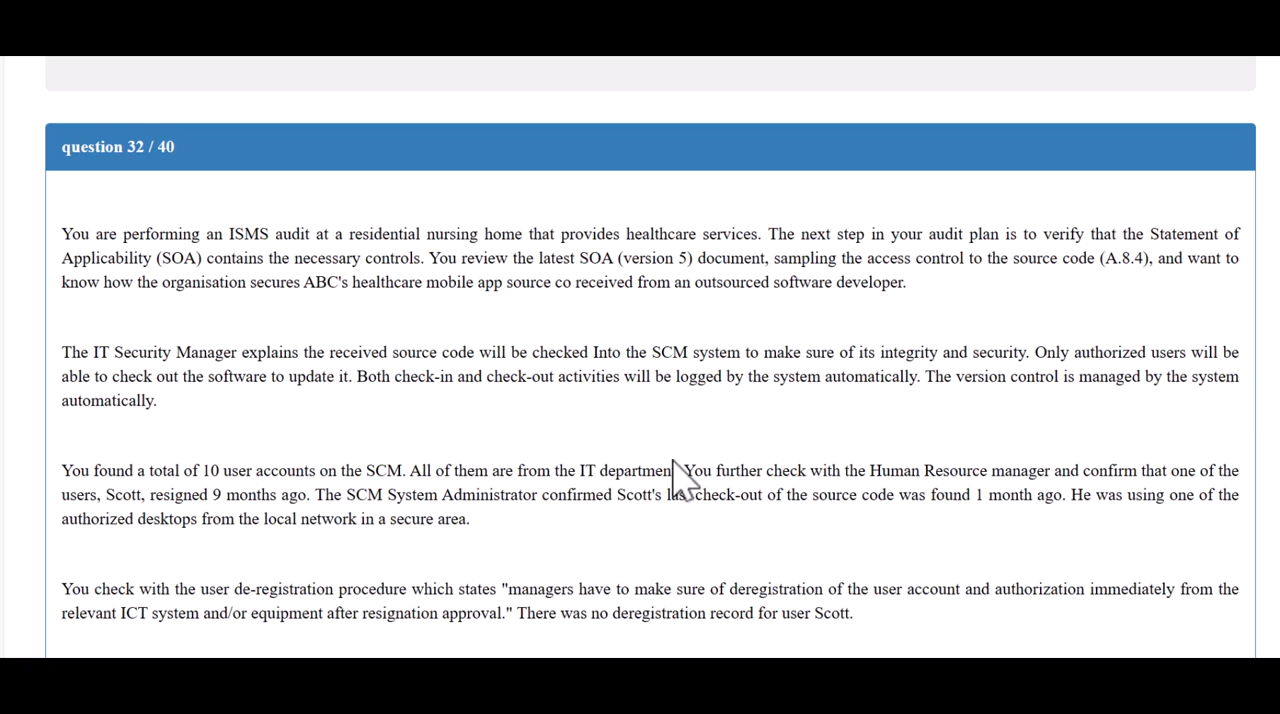 question 32 / 40
You are performing an ISMS audit at a residential nursing home that provides healthcare services. The next step in your audit plan is to verify that the Statement of
Applicability (SOA) contains the necessary controls. You review the latest SOA (version 5) document, sampling the access control to the source code (A.8.4), and want to
know how the organisation secures ABC's healthcare mobile app source co received from an outsourced software developer.
The IT Security Manager explains the received source code will be checked Into the SCM system to make sure of its integrity and security. Only authorized users will be
able to check out the software to update it. Both check-in and check-out activities will be logged by the system automatically. The version control is managed by the system
automatically.
You found a total of 10 user accounts on the SCM. All of them are from the IT department. You further check with the Human Resource manager and confirm that one of the
users, Scott, resigned 9 months ago. The SCM System Administrator confirmed Scott's last check-out of the source code was found 1 month ago. He was using one of the
authorized desktops from the local network in a secure area.
You check with the user de-registration procedure which states "managers have to make sure of deregistration of the user account and authorization immediately from the
relevant ICT system and/or equipment after resignation approval." There was no deregistration record for user Scott.